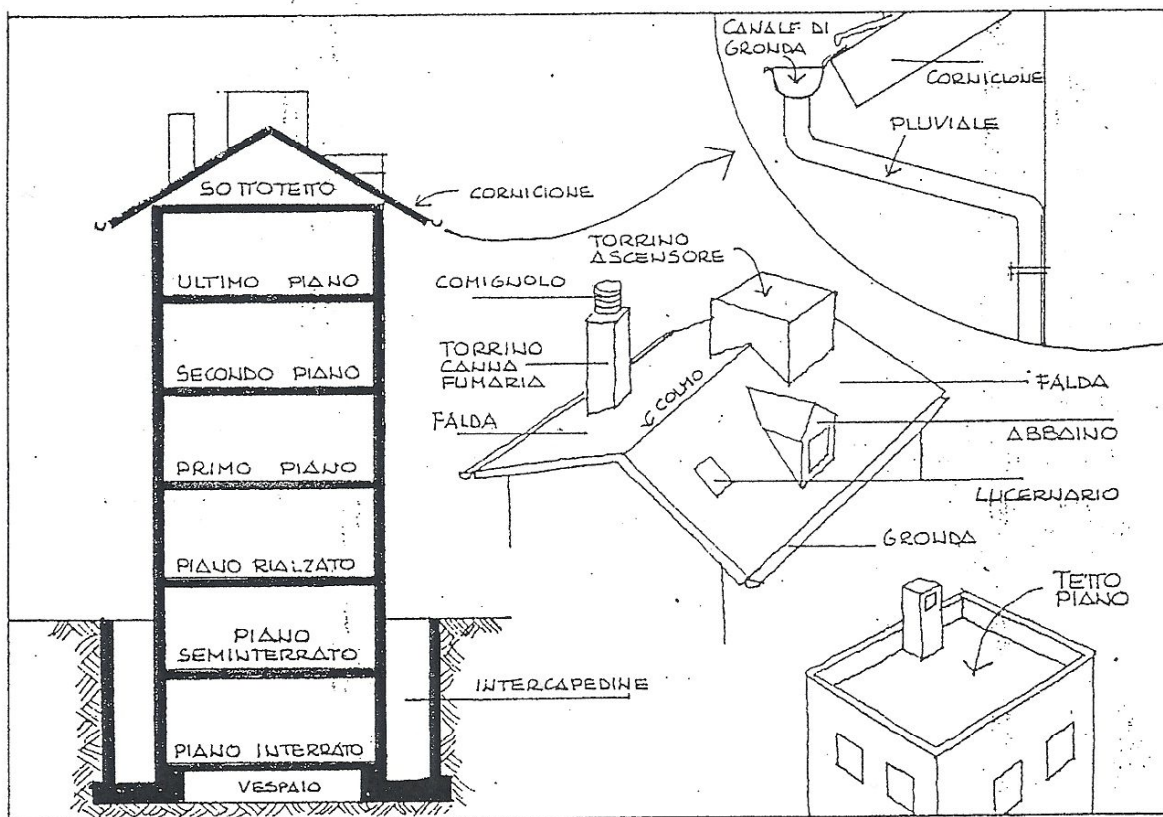 SOTTOTETTO
CORNICIONE
ULTIMO PIANO
SECONDO PIANO
PRIMO PIANO
PIANO RIALZATO
PIANO
SEMINTERRATO
INTERCAPEDINE
PIANO INTERRATO
VESPAIO
CANALE DI
GRONDA
CORNICIONE
PLUVIALE
TORRINO
ASCENSORE
COMIGNOLO
TORRINO
CANNA
FUMARIA
FALDA
COLMO
FALDA
ABBAINO
LUCERNARIO
GRONDA
TETTO
PIANO